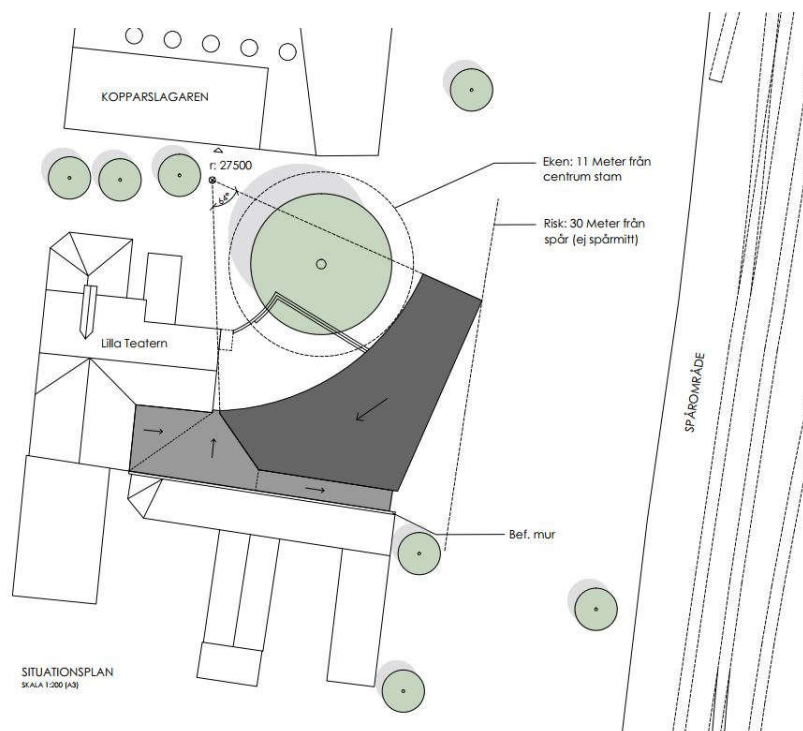 KOPPARSLAGAREN
r: 27500
64°
Eken: 11 Meter från
centrum stam
Risk: 30 Meter från
spår (ej spårmitt)
Lilla Teatern
SPÅROMRÅDE
Bef. mur
SITUATIONSPLAN
SKALA 1:200 (A3)